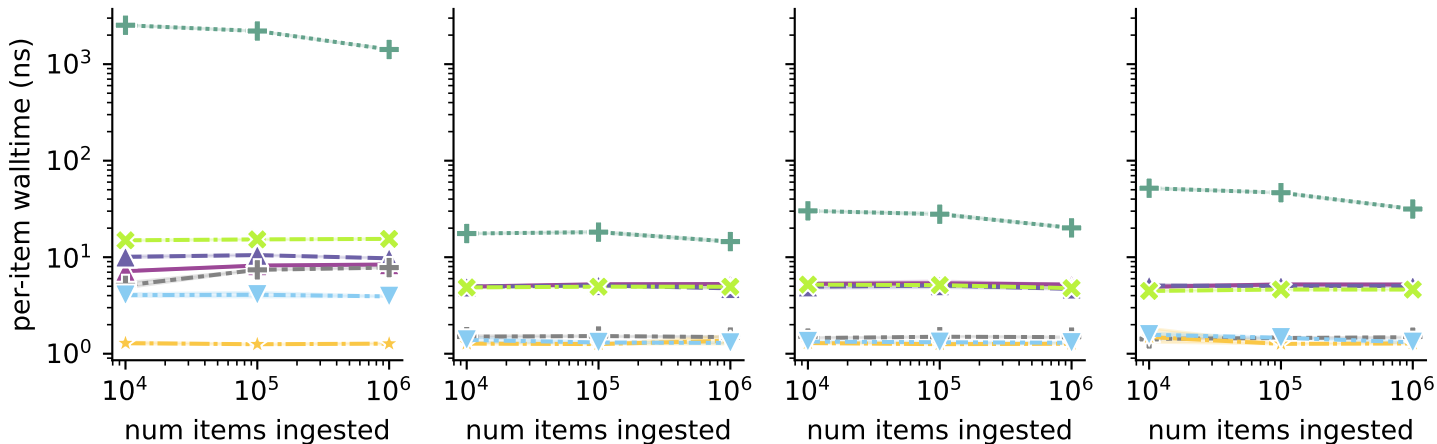 per-item walltime (ns)
10³
10²
10¹
10⁰
10⁴ 10⁵ 10⁶
10⁴ 10⁵ 10⁶
10⁴ 10⁵ 10⁶
10⁴ 10⁵ 10⁶
num items ingested
num items ingested
num items ingested
num items ingested